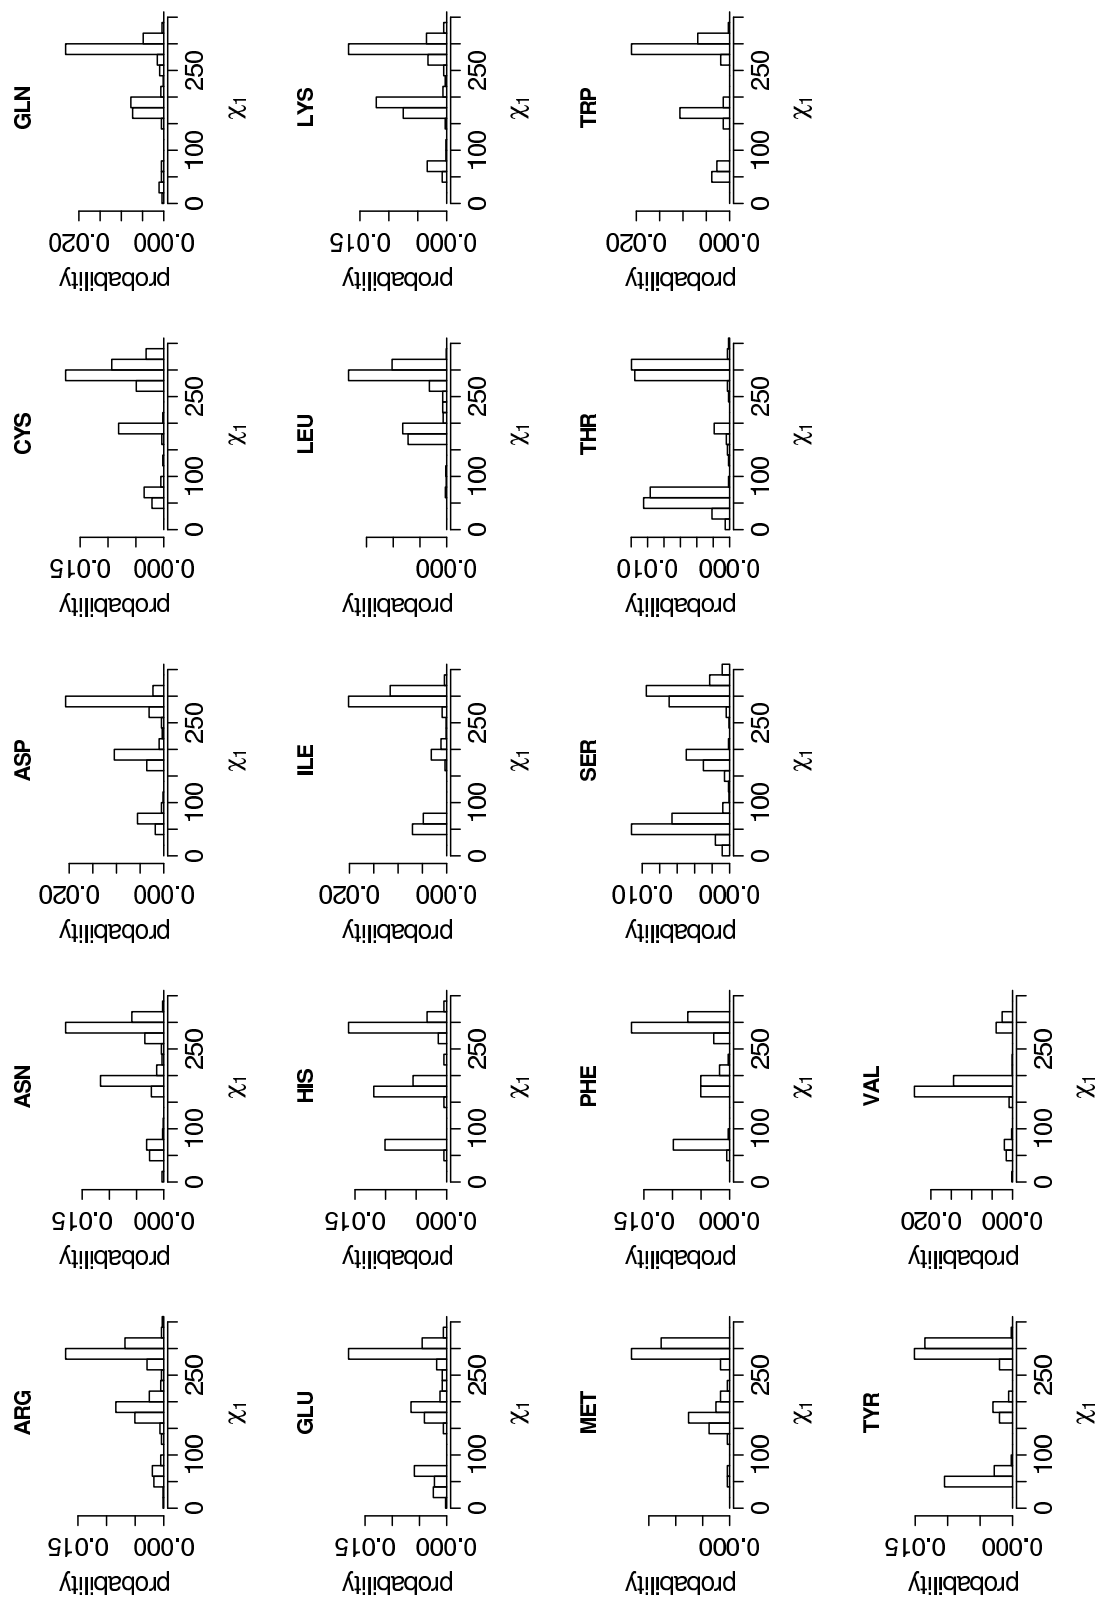 ARG
probability
0.000 0.015
0 100 250
χ1
ASN
probability
0.000 0.015
0 100 250
χ1
ASP
probability
0.000 0.020
0 100 250
χ1
CYS
probability
0.000 0.015
0 100 250
χ1
GLN
probability
0.000 0.020
0 100 250
χ1
GLU
probability
0.000 0.015
0 100 250
χ1
HIS
probability
0.000 0.015
0 100 250
χ1
ILE
probability
0.000 0.020
0 100 250
χ1
LEU
probability
0.000
0 100 250
χ1
LYS
probability
0.000 0.015
0 100 250
χ1
MET
probability
0.000
0 100 250
χ1
PHE
probability
0.000 0.015
0 100 250
χ1
SER
probability
0.000 0.010
0 100 250
χ1
THR
probability
0.000 0.010
0 100 250
χ1
TRP
probability
0.000 0.020
0 100 250
χ1
TYR
probability
0.000 0.015
0 100 250
χ1
VAL
probability
0.000 0.020
0 100 250
χ1